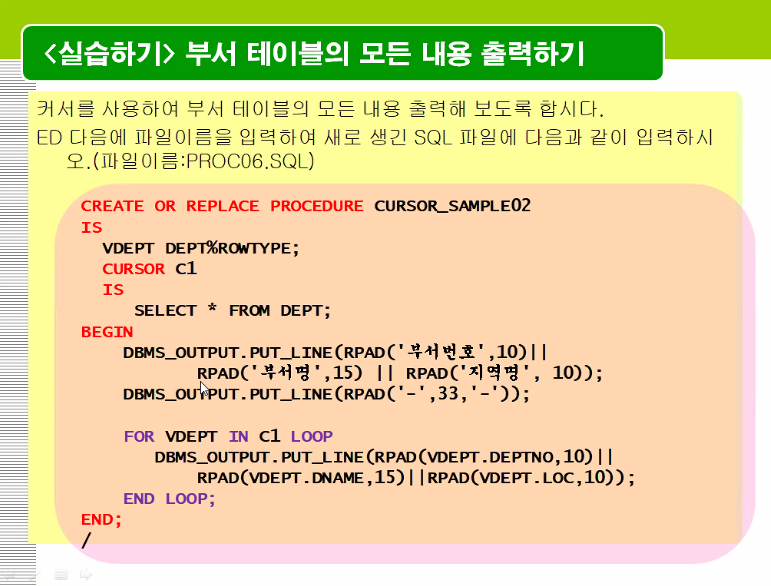 <실습하기> 부서 테이블의 모든 내용 출력하기
커서를 사용하여 부서 테이블의 모든 내용 출력해 보도록 합시다.
ED 다음에 파일이름을 입력하여 새로 생긴 SQL 파일에 다음과 같이 입력하시
오.(파일이름:PROC06.SQL)
CREATE OR REPLACE PROCEDURE CURSOR_SAMPLE02
IS
VDEPT DEPT%ROWTYPE;
CURSOR C1
IS
SELECT * FROM DEPT;
BEGIN
DBMS_OUTPUT.PUT_LINE(RPAD('부서번호',10)||
RPAD('부서명',15) || RPAD('지역명', 10));
DBMS_OUTPUT.PUT_LINE(RPAD('-',33,'-'));
FOR VDEPT IN C1 LOOP
DBMS_OUTPUT.PUT_LINE(RPAD(VDEPT.DEPTNO,10)||
RPAD(VDEPT.DNAME,15)||RPAD(VDEPT.LOC,10));
END LOOP;
END;
/